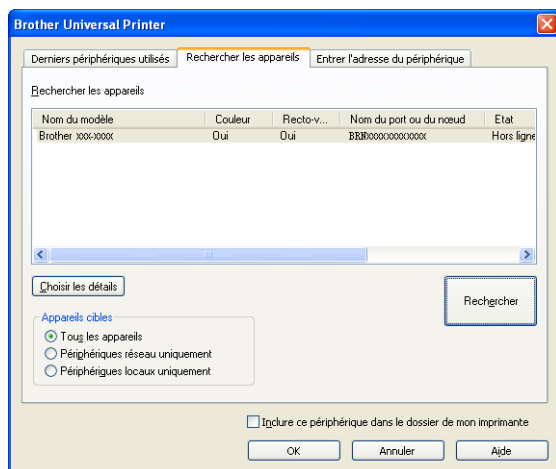 Brother Universal Printer
Derniers périphériques utilisés Rechercher les appareils Entrer l'adresse du périphérique
Rechercher les appareils
Nom du modèle Couleur Recto-v... Nom du port ou du nœud Etat
Brother XXX-XXXX Oui Oui BRNXXXXXXXXXXXX Hors ligne
Choisir les détails
Rechercher
Appareils cibles
Tous les appareils
Périphériques réseau uniquement
Périphériques locaux uniquement
Inclure ce périphérique dans le dossier de mon imprimante
OK Annuler Aide